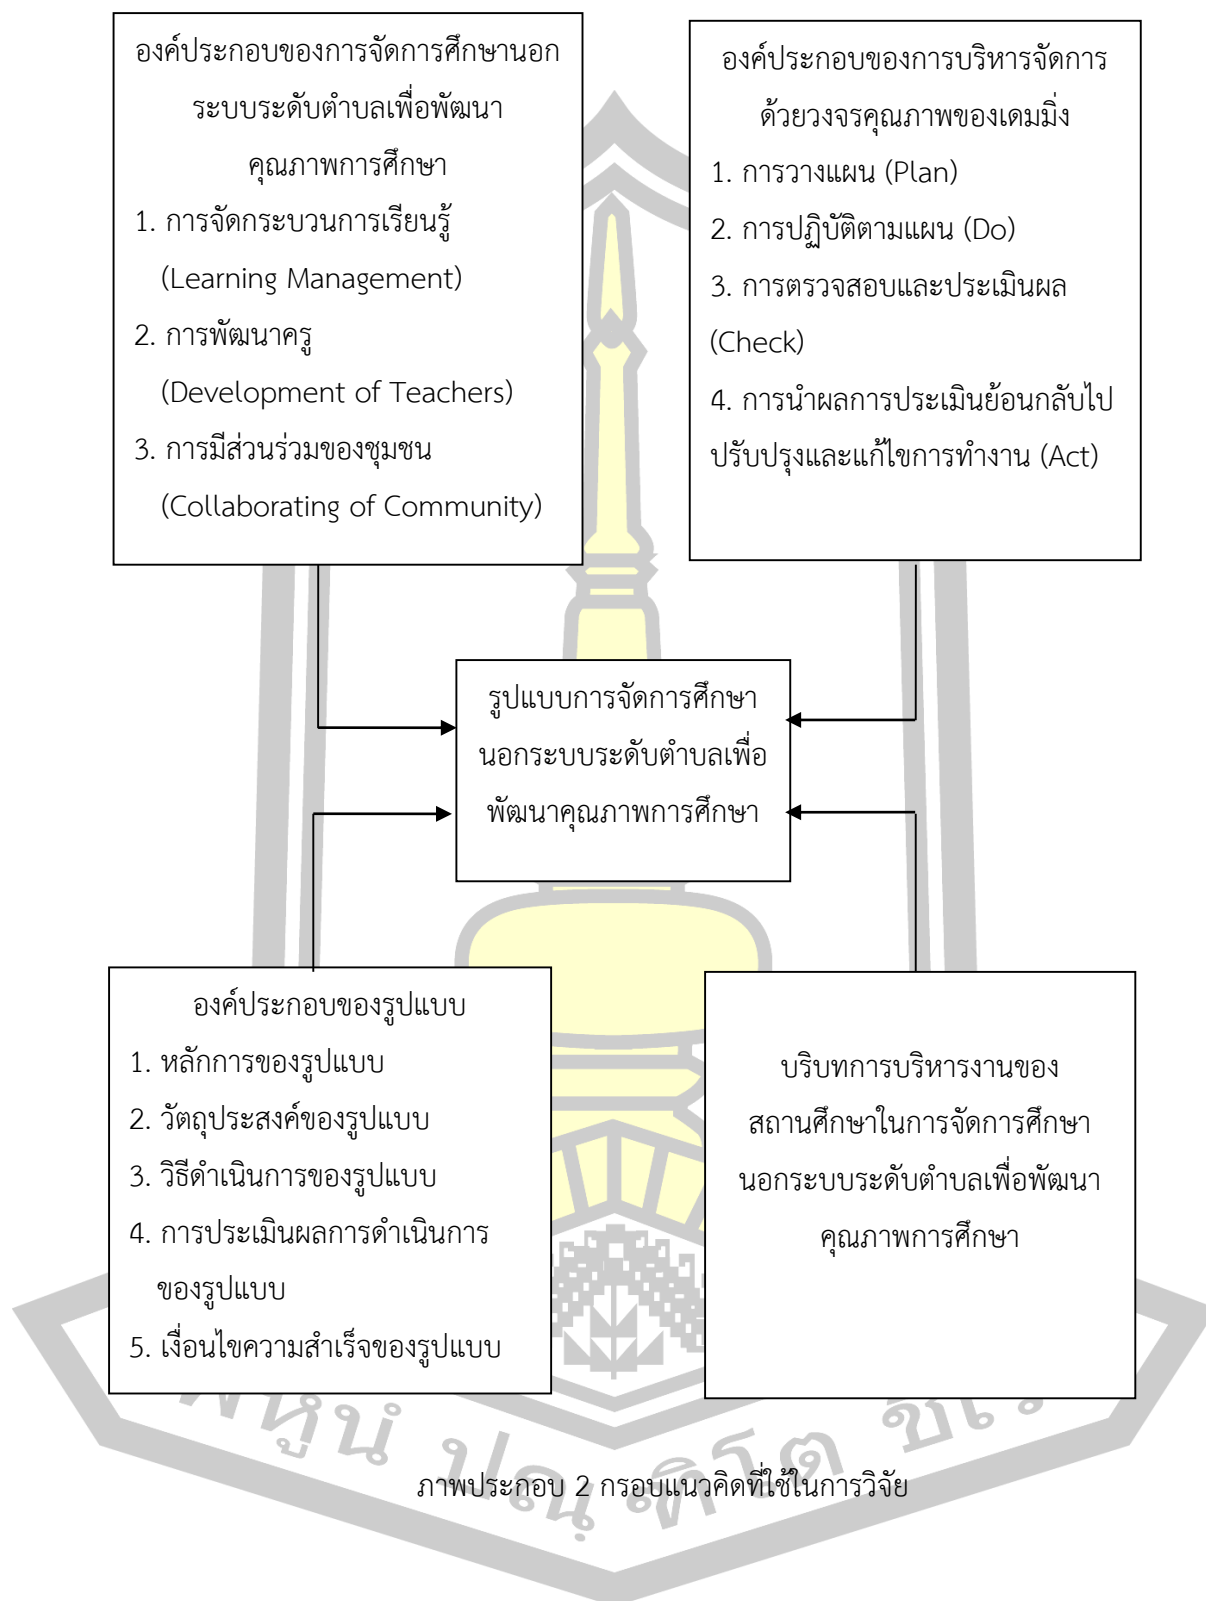 องค์ประกอบของการจัดการศึกษานอก
ระบบระดับตำบลเพื่อพัฒนา
คุณภาพการศึกษา
1. การจัดกระบวนการเรียนรู้
(Learning Management)
2. การพัฒนาครู
(Development of Teachers)
3. การมีส่วนร่วมของชุมชน
(Collaborating of Community)
องค์ประกอบของการบริหารจัดการ
ด้วยวงจรคุณภาพของเดมมิ่ง
1. การวางแผน (Plan)
2. การปฏิบัติตามแผน (Do)
3. การตรวจสอบและประเมินผล
(Check)
4. การนำผลการประเมินย้อนกลับไป
ปรับปรุงและแก้ไขการทำงาน (Act)
รูปแบบการจัดการศึกษา
นอกระบบระดับตำบลเพื่อ
พัฒนาคุณภาพการศึกษา
องค์ประกอบของรูปแบบ
1. หลักการของรูปแบบ
2. วัตถุประสงค์ของรูปแบบ
3. วิธีดำเนินการของรูปแบบ
4. การประเมินผลการดำเนินการ
ของรูปแบบ
5. เงื่อนไขความสำเร็จของรูปแบบ
บริบทการบริหารงานของ
สถานศึกษาในการจัดการศึกษา
นอกระบบระดับตำบลเพื่อพัฒนา
คุณภาพการศึกษา
พหูนํ ปณฺฑิโต ชีเว
ภาพประกอบ 2 กรอบแนวคิดที่ใช้ในการวิจัย